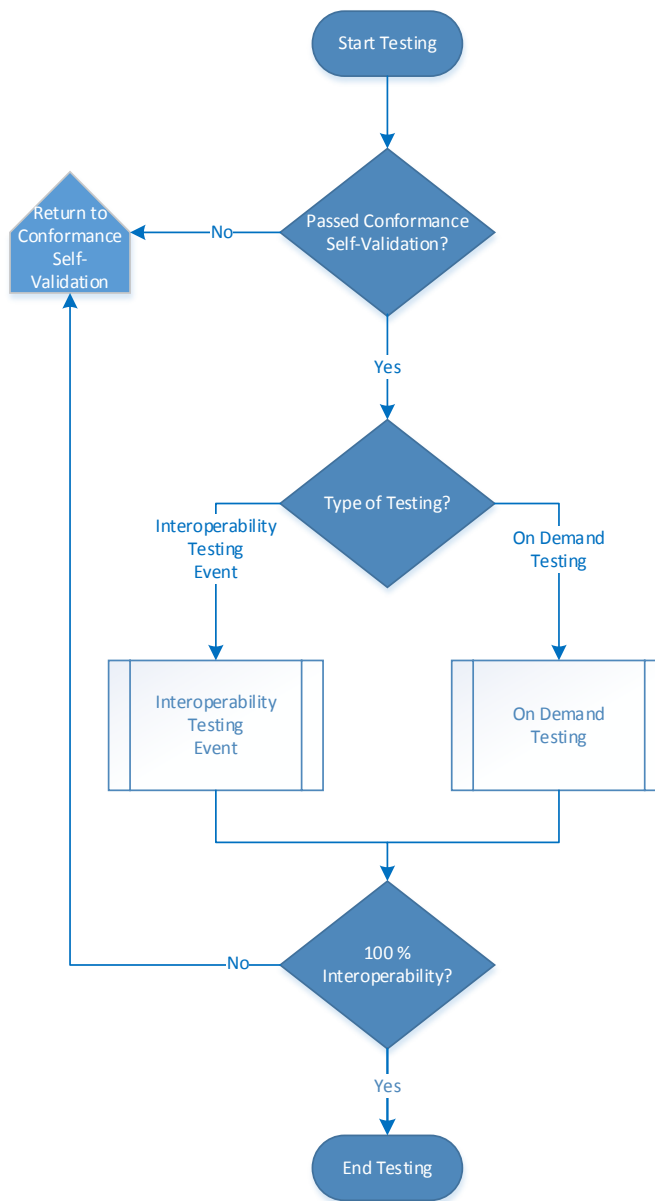 Start Testing
Passed Conformance
Self-Validation?
No
Return to
Conformance
Self-
Validation
Yes
Type of Testing?
Interoperability
Testing
Event
On Demand
Testing
Interoperability
Testing
Event
On Demand
Testing
100 %
Interoperability?
No
Yes
End Testing